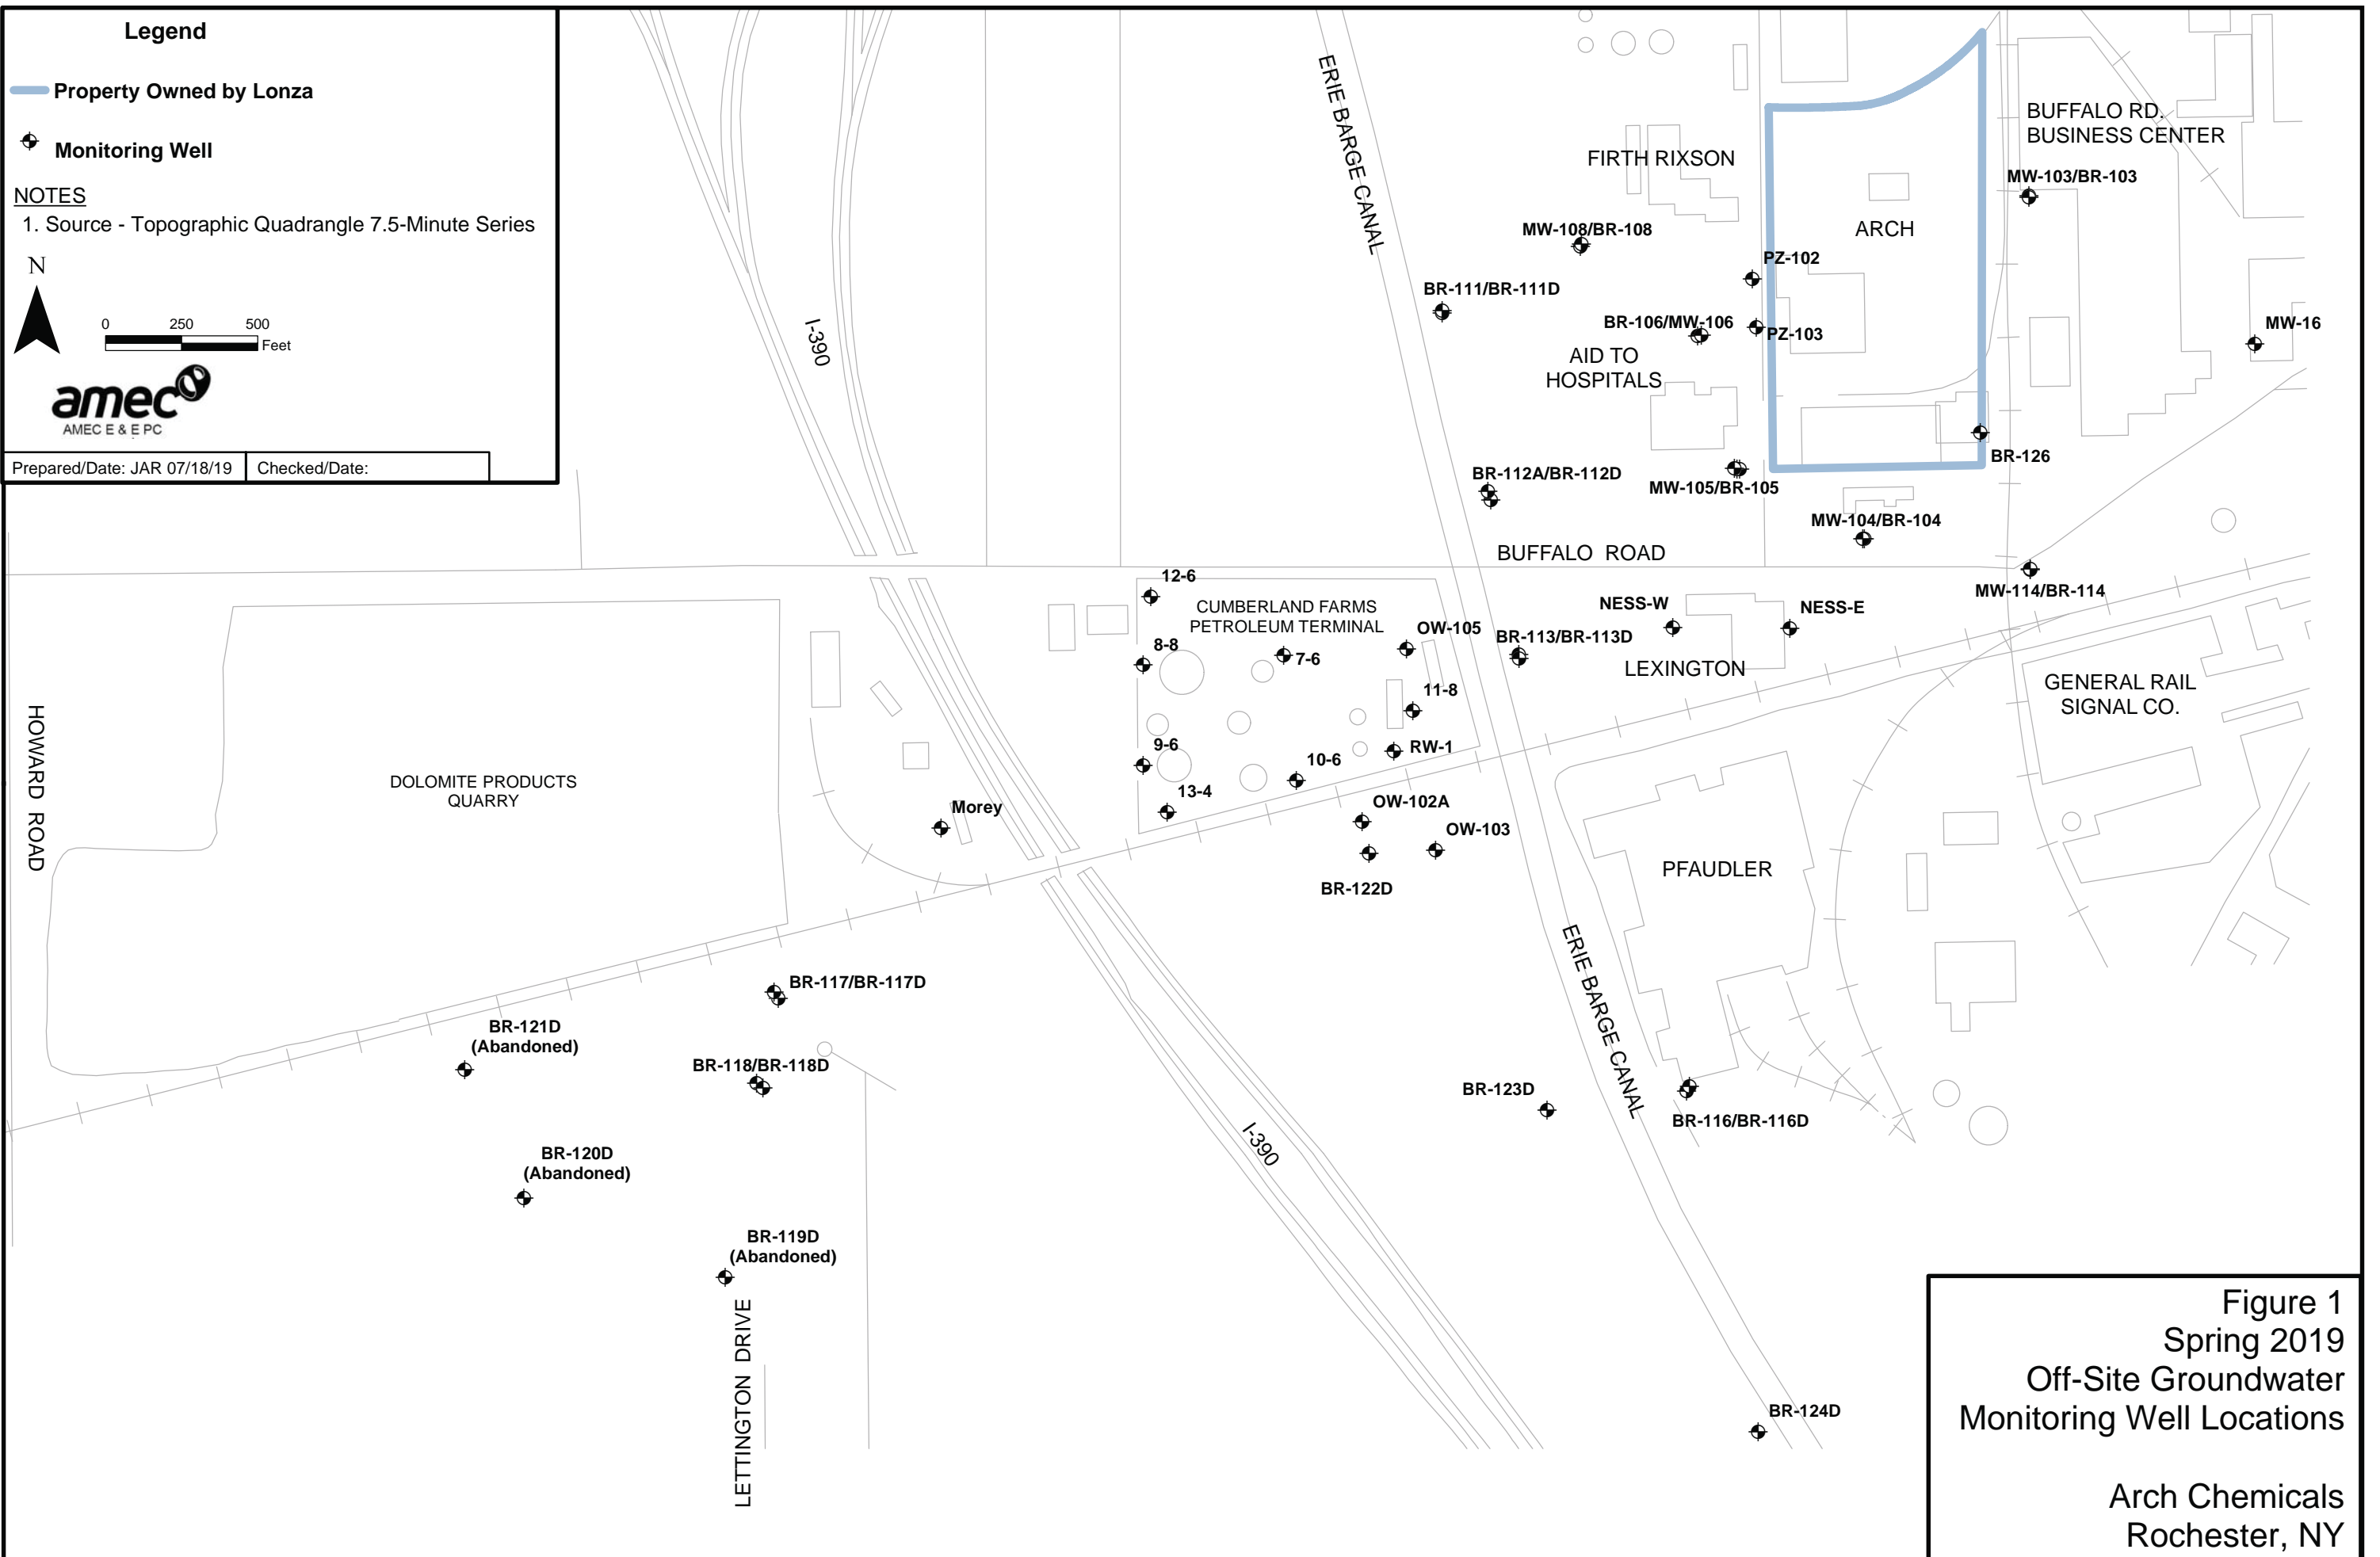 Legend
Property Owned by Lonza
Monitoring Well
NOTES
1. Source - Topographic Quadrangle 7.5-Minute Series
N
0 250 500
Feet
amec
AMEC E & E PC
Prepared/Date: JAR 07/18/19 Checked/Date:
ERIE BARGE CANAL
I-390
FIRTH RIXSON
BUFFALO RD.
BUSINESS CENTER
MW-103/BR-103
ARCH
MW-108/BR-108
PZ-102
BR-111/BR-111D
BR-106/MW-106
PZ-103
MW-16
AID TO
HOSPITALS
BR-126
BR-112A/BR-112D
MW-105/BR-105
MW-104/BR-104
BUFFALO ROAD
MW-114/BR-114
12-6
CUMBERLAND FARMS
PETROLEUM TERMINAL
NESS-W
NESS-E
OW-105
BR-113/BR-113D
8-8
7-6
LEXINGTON
11-8
GENERAL RAIL
SIGNAL CO.
HOWARD ROAD
9-6
RW-1
10-6
DOLOMITE PRODUCTS
QUARRY
13-4
Morey
OW-102A
OW-103
BR-122D
PFAUDLER
ERIE BARGE CANAL
BR-117/BR-117D
BR-121D
(Abandoned)
BR-118/BR-118D
BR-123D
BR-116/BR-116D
I-390
BR-120D
(Abandoned)
BR-119D
(Abandoned)
LETTINGTON DRIVE
BR-124D
Figure 1
Spring 2019
Off-Site Groundwater
Monitoring Well Locations
Arch Chemicals
Rochester, NY